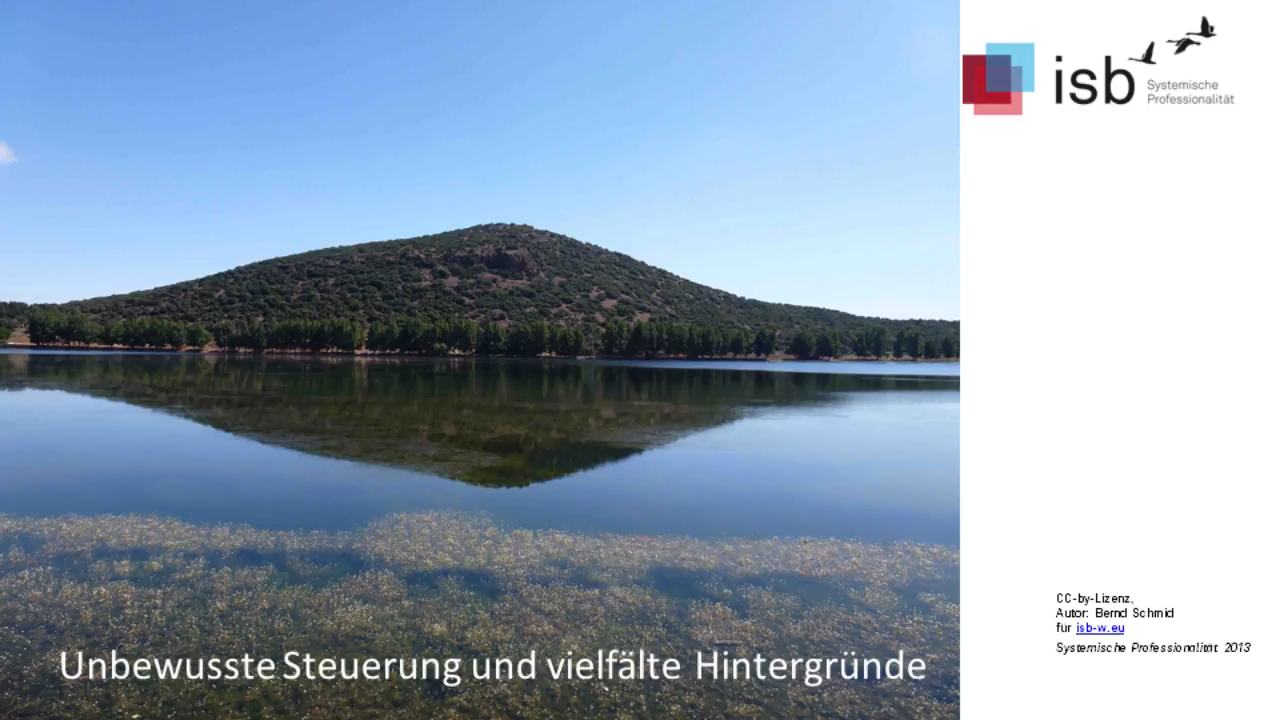 isb
Systemische
Professionalität
CC-by-Lizenz,
Autor: Bernd Schmid
für isb-w.eu
Systemische Professionalität 2013
Unbewusste Steuerung und vielfälte Hintergründe